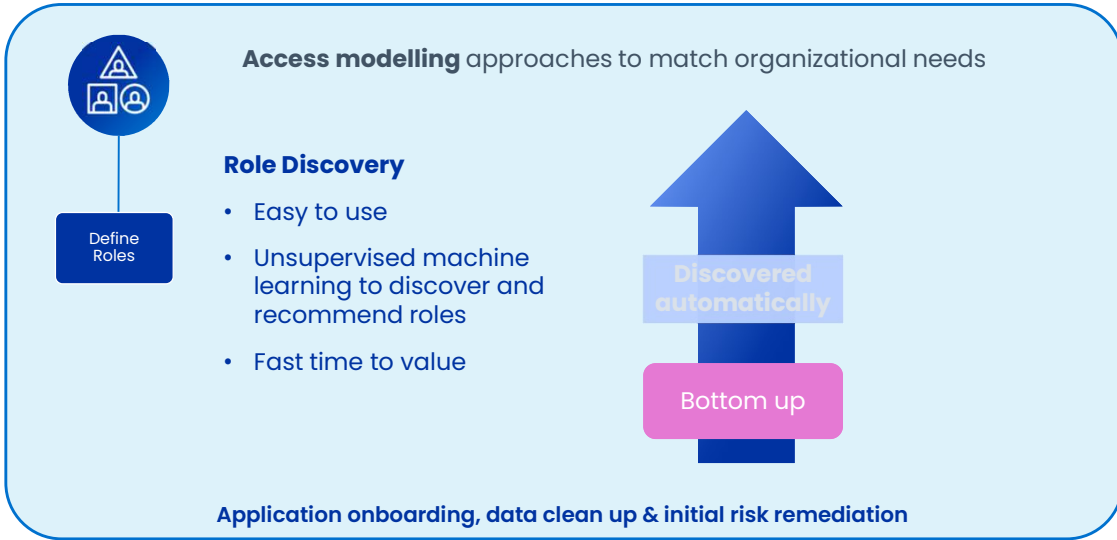 Access modelling approaches to match organizational needs
Define
Roles
Role Discovery
• Easy to use
• Unsupervised machine
learning to discover and
recommend roles
• Fast time to value
Discovered
automatically
Bottom up
Application onboarding, data clean up & initial risk remediation